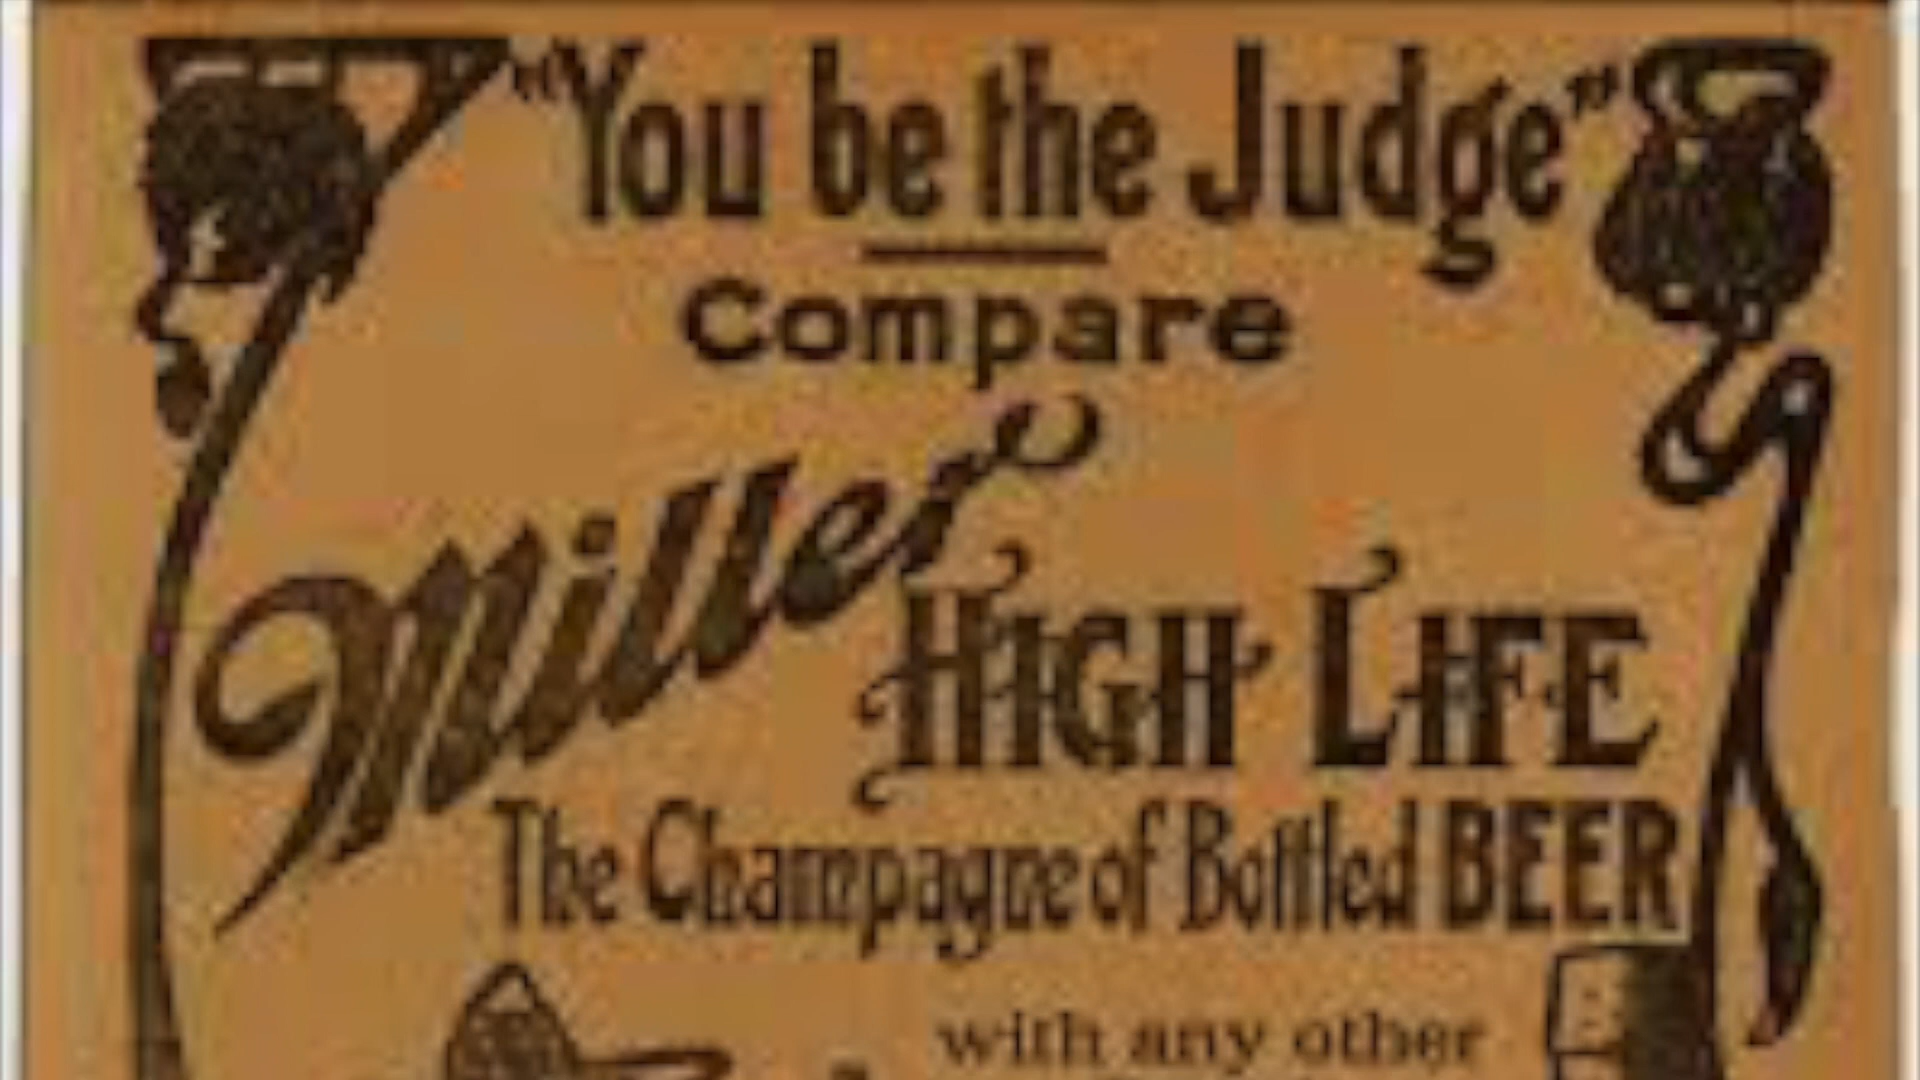 "You be the Judge"
Compare
Miller
HIGH LIFE
The Champagne of Bottled BEER
with any other